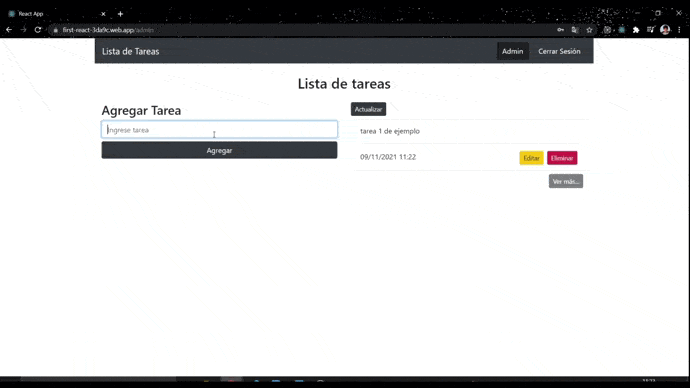 React App
first-react-3da9c.web.app/admin
Lista de Tareas
Admin
Cerrar Sesión
Lista de tareas
Agregar Tarea
Ingrese tarea
Agregar
Actualizar
tarea 1 de ejemplo
09/11/2021 11:22
Editar
Eliminar
Ver más...